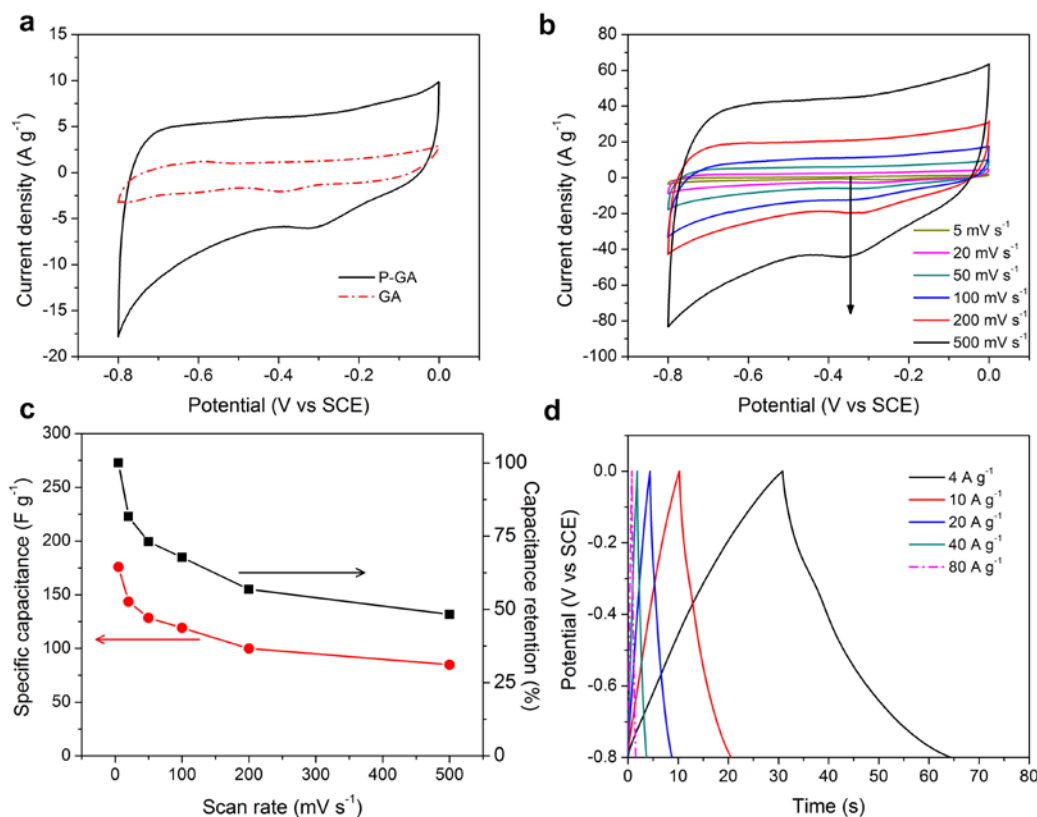 a
15
10
5
0
-5
-10
-15
-20
-0.8
-0.6
-0.4
-0.2
0.0
Current density (A g⁻¹)
Potential (V vs SCE)
P-GA
GA
b
80
60
40
20
0
-20
-40
-60
-80
-100
-0.8
-0.6
-0.4
-0.2
0.0
Current density (A g⁻¹)
Potential (V vs SCE)
5 mV s⁻¹
20 mV s⁻¹
50 mV s⁻¹
100 mV s⁻¹
200 mV s⁻¹
500 mV s⁻¹
c
300
250
200
150
100
50
0
0
100
200
300
400
500
100
75
50
25
0
Specific capacitance (F g⁻¹)
Capacitance retention (%)
Scan rate (mV s⁻¹)
d
0.0
-0.2
-0.4
-0.6
-0.8
0
10
20
30
40
50
60
70
80
Potential (V vs SCE)
Time (s)
4 A g⁻¹
10 A g⁻¹
20 A g⁻¹
40 A g⁻¹
80 A g⁻¹